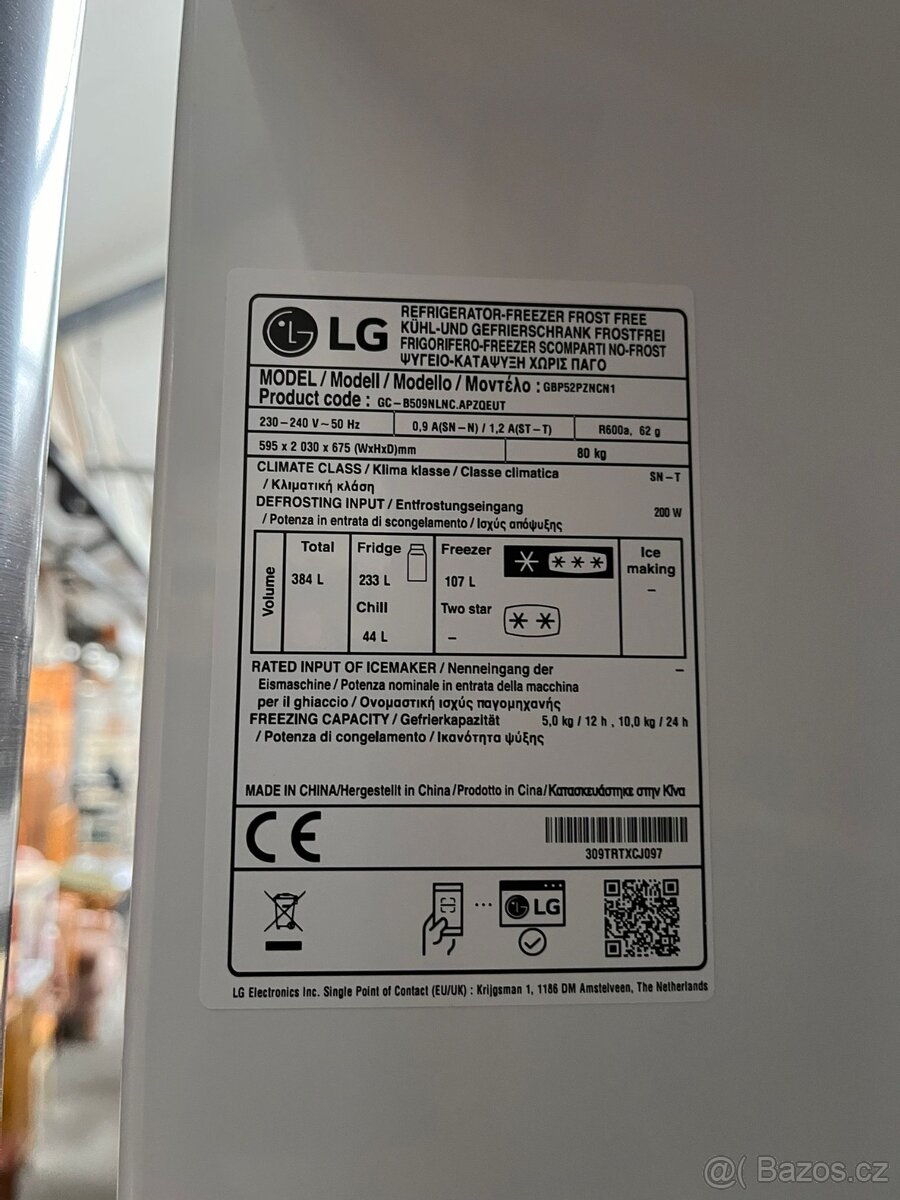 LG
REFRIGERATOR-FREEZER FROST FREE
KÜHL-UND GEFRIERSCHRANK FROSTFREI
FRIGORIFERO-FREEZER SCOMPARTI NO-FROST
ΨΥΓΕΙΟ-ΚΑΤΑΨΥΞΗ ΧΩΡΙΣ ΠΑΓΟ
MODEL / Modell / Modello / Μοντέλο : GBP52PZNCN1
Product code : GC-B509NLNC.APZQEUT
230-240 V~50 Hz 0,9 A(SN-N) / 1,2 A(ST-T) R600a, 62 g
595 x 2 030 x 675 (WxHxD)mm 80 kg
CLIMATE CLASS / Klima klasse / Classe climatica SN-T
/ Κλιματική κλάση
DEFROSTING INPUT / Entfrostungseingang 200 W
/ Potenza in entrata di scongelamento / Ισχύς απόψυξης
Volume
Total
384 L
Fridge
233 L
Chill
44 L
Freezer
107 L
Two star
–
Ice
making
–
RATED INPUT OF ICEMAKER / Nenneingang der –
Eismaschine / Potenza nominale in entrata della macchina
per il ghiaccio / Ονομαστική ισχύς παγομηχανής
FREEZING CAPACITY / Gefrierkapazität 5,0 kg / 12 h , 10,0 kg / 24 h
/ Potenza di congelamento / Ικανότητα ψύξης
MADE IN CHINA/Hergestellt in China/Prodotto in Cina/Κατασκευάστηκε στην Κίνα
CE
309TRTXCJ097
LG
LG Electronics Inc. Single Point of Contact (EU/UK) : Krijgsman 1, 1186 DM Amstelveen, The Netherlands
@( Bazos.cz